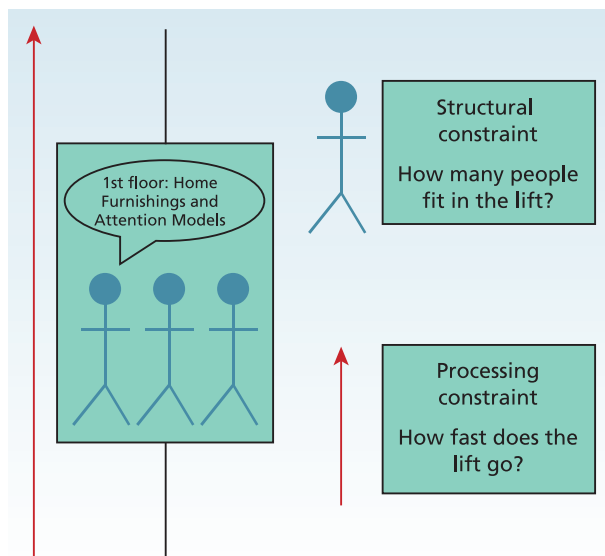 1st floor: Home
Furnishings and
Attention Models
Structural
constraint
How many people
fit in the lift?
Processing
constraint
How fast does the
lift go?